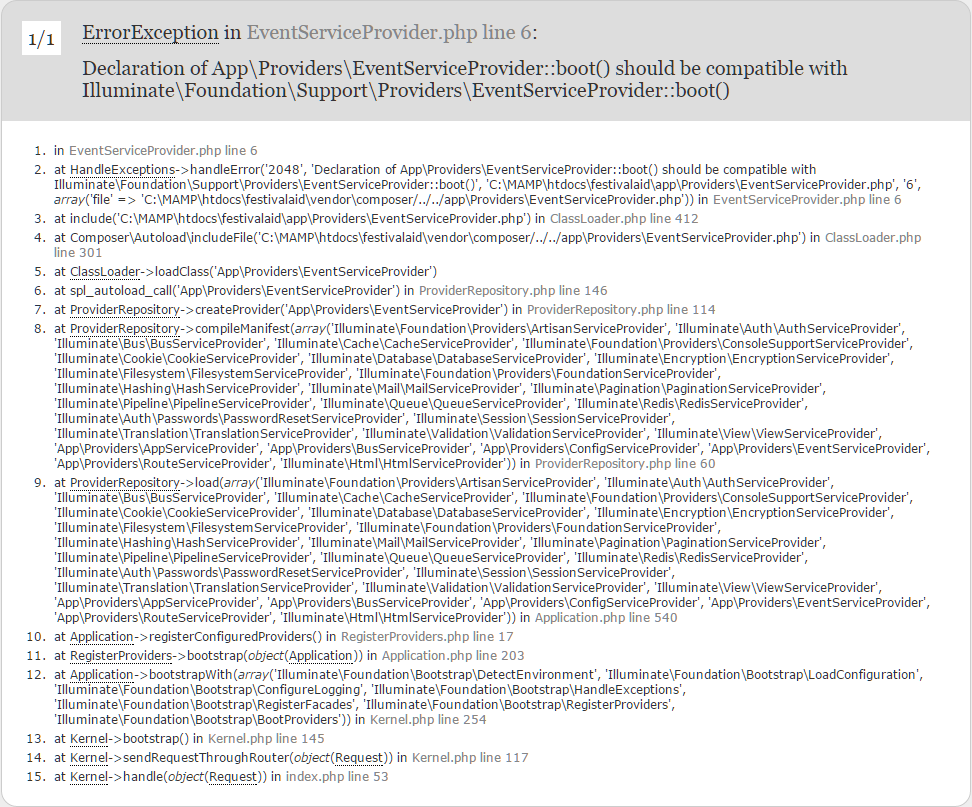 1/1
ErrorException in EventServiceProvider.php line 6:
Declaration of App\Providers\EventServiceProvider::boot() should be compatible with
Illuminate\Foundation\Support\Providers\EventServiceProvider::boot()
1. in EventServiceProvider.php line 6
2. at HandleExceptions->handleError('2048', 'Declaration of App\Providers\EventServiceProvider::boot() should be compatible with
Illuminate\Foundation\Support\Providers\EventServiceProvider::boot()', 'C:\MAMP\htdocs\festivalaid\app\Providers\EventServiceProvider.php', '6',
array('file' => 'C:\MAMP\htdocs\festivalaid\vendor\composer/../../app\Providers\EventServiceProvider.php')) in EventServiceProvider.php line 6
3. at include('C:\MAMP\htdocs\festivalaid\app\Providers\EventServiceProvider.php') in ClassLoader.php line 412
4. at Composer\Autoload\includeFile('C:\MAMP\htdocs\festivalaid\vendor\composer/../../app\Providers\EventServiceProvider.php') in ClassLoader.php
line 301
5. at ClassLoader->loadClass('App\Providers\EventServiceProvider')
6. at spl_autoload_call('App\Providers\EventServiceProvider') in ProviderRepository.php line 146
7. at ProviderRepository->createProvider('App\Providers\EventServiceProvider') in ProviderRepository.php line 114
8. at ProviderRepository->compileManifest(array('Illuminate\Foundation\Providers\ArtisanServiceProvider', 'Illuminate\Auth\AuthServiceProvider',
'Illuminate\Bus\BusServiceProvider', 'Illuminate\Cache\CacheServiceProvider', 'Illuminate\Foundation\Providers\ConsoleSupportServiceProvider',
'Illuminate\Cookie\CookieServiceProvider', 'Illuminate\Database\DatabaseServiceProvider', 'Illuminate\Encryption\EncryptionServiceProvider',
'Illuminate\Filesystem\FilesystemServiceProvider', 'Illuminate\Foundation\Providers\FoundationServiceProvider',
'Illuminate\Hashing\HashServiceProvider', 'Illuminate\Mail\MailServiceProvider', 'Illuminate\Pagination\PaginationServiceProvider',
'Illuminate\Pipeline\PipelineServiceProvider', 'Illuminate\Queue\QueueServiceProvider', 'Illuminate\Redis\RedisServiceProvider',
'Illuminate\Auth\Passwords\PasswordResetServiceProvider', 'Illuminate\Session\SessionServiceProvider',
'Illuminate\Translation\TranslationServiceProvider', 'Illuminate\Validation\ValidationServiceProvider', 'Illuminate\View\ViewServiceProvider',
'App\Providers\AppServiceProvider', 'App\Providers\BusServiceProvider', 'App\Providers\ConfigServiceProvider', 'App\Providers\EventServiceProvider',
'App\Providers\RouteServiceProvider', 'Illuminate\Html\HtmlServiceProvider')) in ProviderRepository.php line 60
9. at ProviderRepository->load(array('Illuminate\Foundation\Providers\ArtisanServiceProvider', 'Illuminate\Auth\AuthServiceProvider',
'Illuminate\Bus\BusServiceProvider', 'Illuminate\Cache\CacheServiceProvider', 'Illuminate\Foundation\Providers\ConsoleSupportServiceProvider',
'Illuminate\Cookie\CookieServiceProvider', 'Illuminate\Database\DatabaseServiceProvider', 'Illuminate\Encryption\EncryptionServiceProvider',
'Illuminate\Filesystem\FilesystemServiceProvider', 'Illuminate\Foundation\Providers\FoundationServiceProvider',
'Illuminate\Hashing\HashServiceProvider', 'Illuminate\Mail\MailServiceProvider', 'Illuminate\Pagination\PaginationServiceProvider',
'Illuminate\Pipeline\PipelineServiceProvider', 'Illuminate\Queue\QueueServiceProvider', 'Illuminate\Redis\RedisServiceProvider',
'Illuminate\Auth\Passwords\PasswordResetServiceProvider', 'Illuminate\Session\SessionServiceProvider',
'Illuminate\Translation\TranslationServiceProvider', 'Illuminate\Validation\ValidationServiceProvider', 'Illuminate\View\ViewServiceProvider',
'App\Providers\AppServiceProvider', 'App\Providers\BusServiceProvider', 'App\Providers\ConfigServiceProvider', 'App\Providers\EventServiceProvider',
'App\Providers\RouteServiceProvider', 'Illuminate\Html\HtmlServiceProvider')) in Application.php line 540
10. at Application->registerConfiguredProviders() in RegisterProviders.php line 17
11. at RegisterProviders->bootstrap(object(Application)) in Application.php line 203
12. at Application->bootstrapWith(array('Illuminate\Foundation\Bootstrap\DetectEnvironment', 'Illuminate\Foundation\Bootstrap\LoadConfiguration',
'Illuminate\Foundation\Bootstrap\ConfigureLogging', 'Illuminate\Foundation\Bootstrap\HandleExceptions',
'Illuminate\Foundation\Bootstrap\RegisterFacades', 'Illuminate\Foundation\Bootstrap\RegisterProviders',
'Illuminate\Foundation\Bootstrap\BootProviders')) in Kernel.php line 254
13. at Kernel->bootstrap() in Kernel.php line 145
14. at Kernel->sendRequestThroughRouter(object(Request)) in Kernel.php line 117
15. at Kernel->handle(object(Request)) in index.php line 53